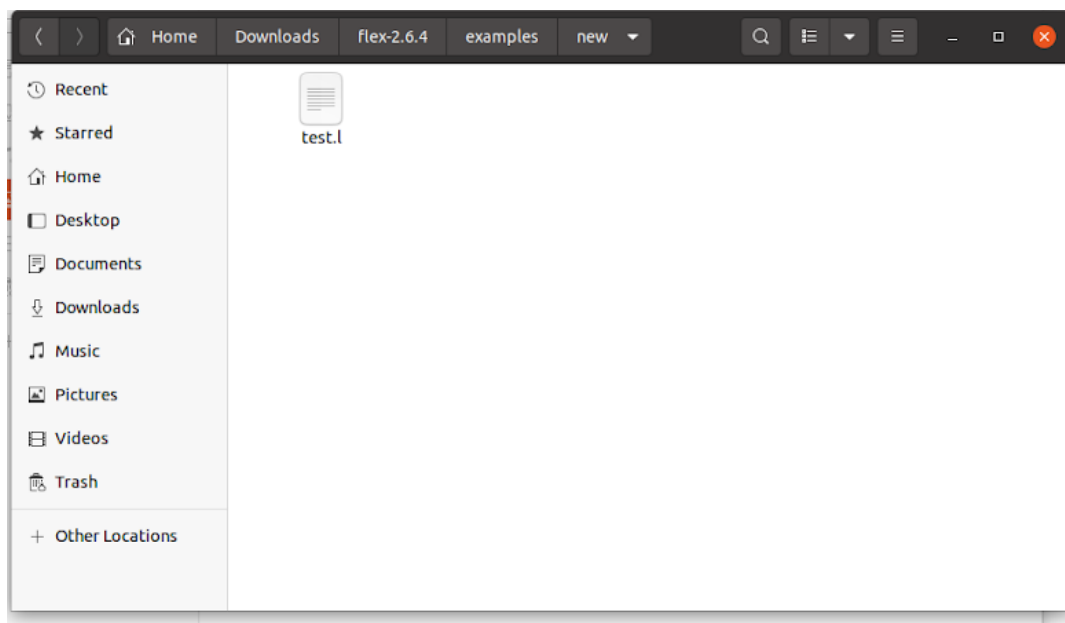 Home Downloads flex-2.6.4 examples new
Recent
Starred
Home
Desktop
Documents
Downloads
Music
Pictures
Videos
Trash
Other Locations
test.l